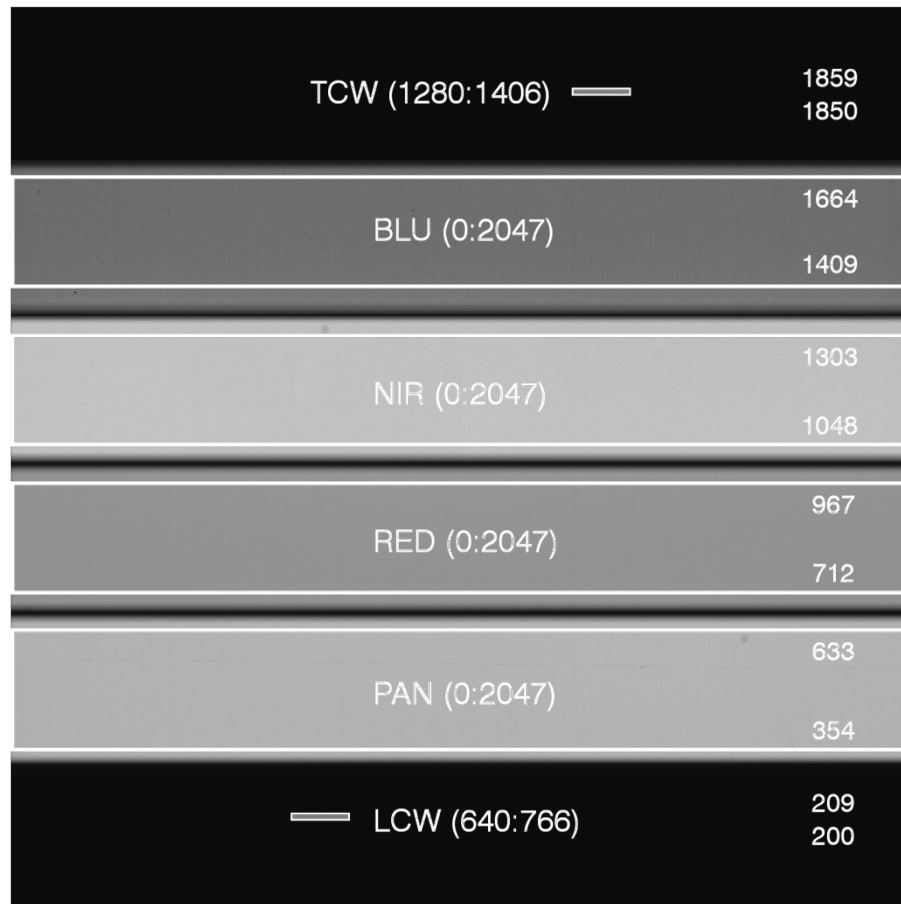 TCW (1280:1406)
1859
1850
BLU (0:2047)
1664
1409
NIR (0:2047)
1303
1048
RED (0:2047)
967
712
PAN (0:2047)
633
354
LCW (640:766)
209
200